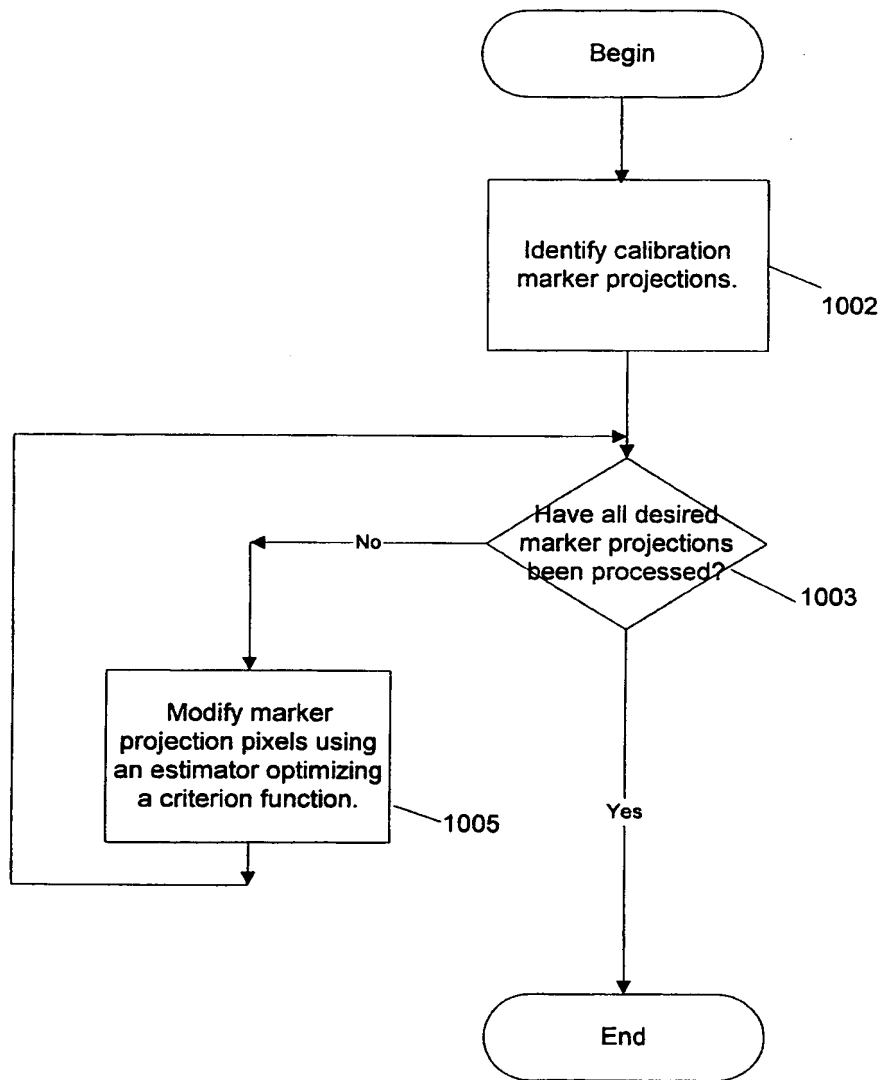 Begin
Identify calibration
marker projections.
1002
Have all desired
marker projections
been processed?
1003
No
Modify marker
projection pixels using
an estimator optimizing
a criterion function.
1005
Yes
End